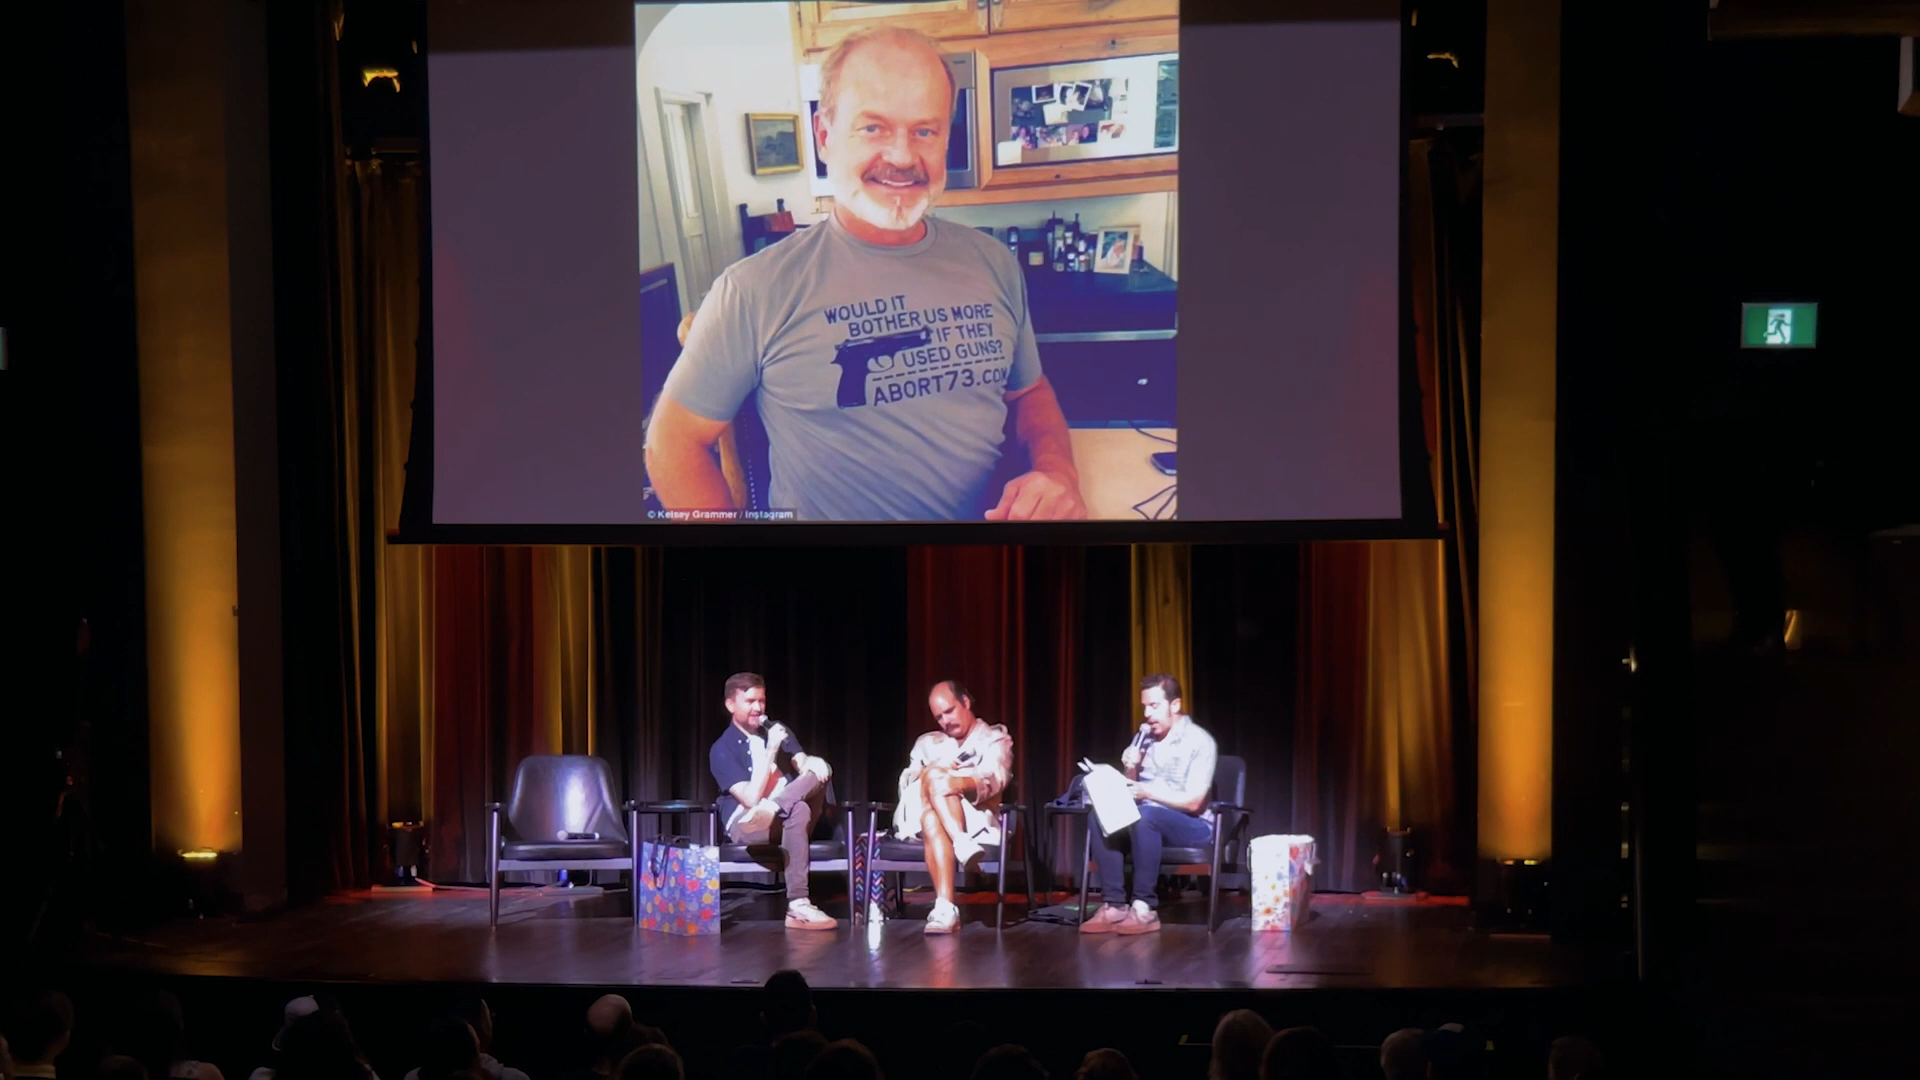 WOULD IT
BOTHER US MORE
IF THEY
USED GUNS?
ABORT73.COM
© Kelsey Grammer / Instagram